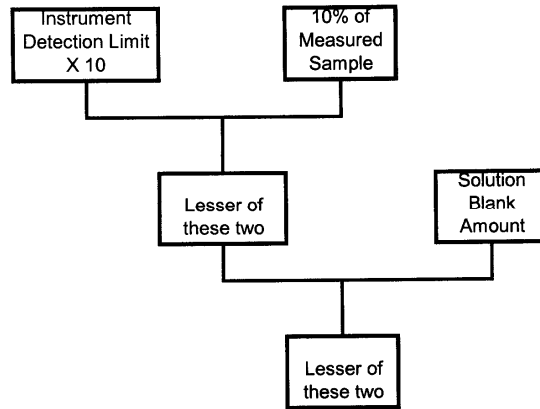 Instrument
Detection Limit
X 10
10% of
Measured
Sample
Lesser of
these two
Solution
Blank
Amount
Lesser of
these two